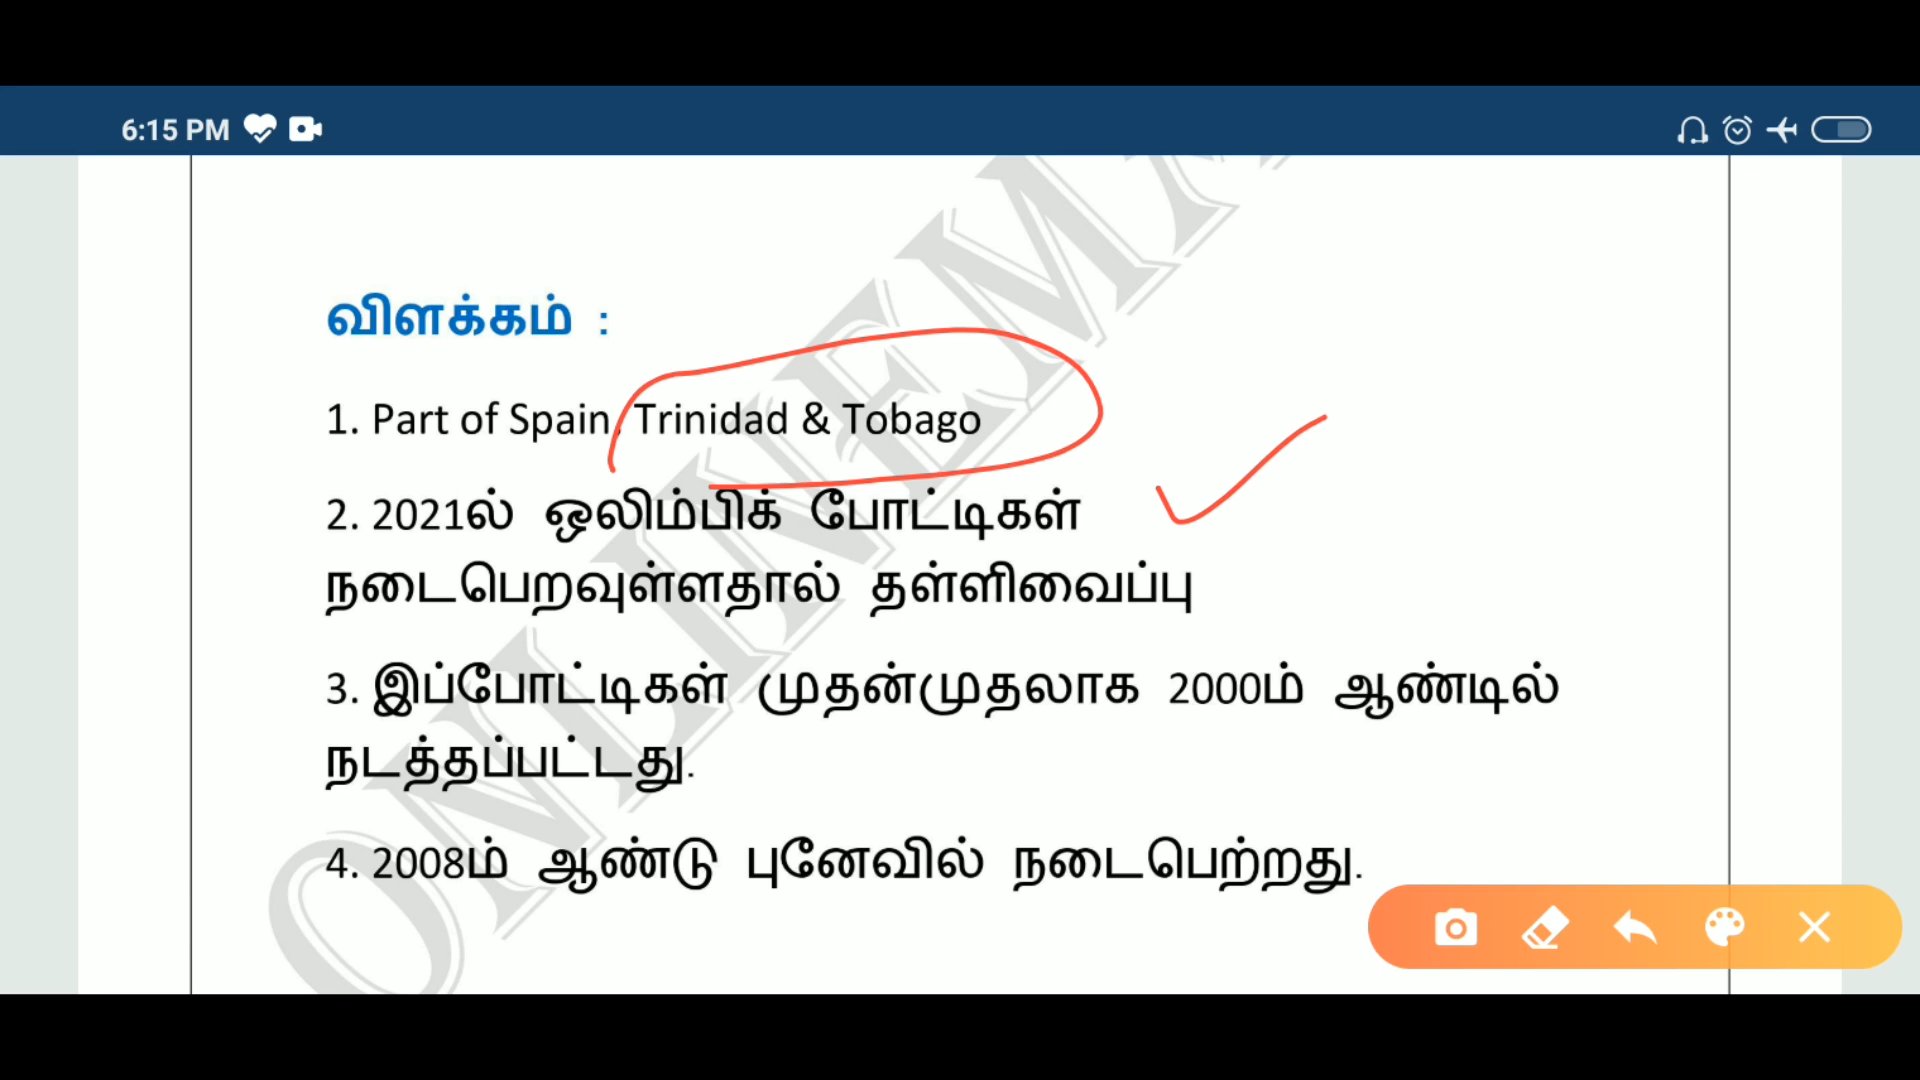 6:15 PM
விளக்கம் :
1. Part of Spain, Trinidad & Tobago
2. 2021ல் ஒலிம்பிக் போட்டிகள்
நடைபெறவுள்ளதால் தள்ளிவைப்பு
3. இப்போட்டிகள் முதன்முதலாக 2000ம் ஆண்டில்
நடத்தப்பட்டது.
4. 2008ம் ஆண்டு புனேவில் நடைபெற்றது.